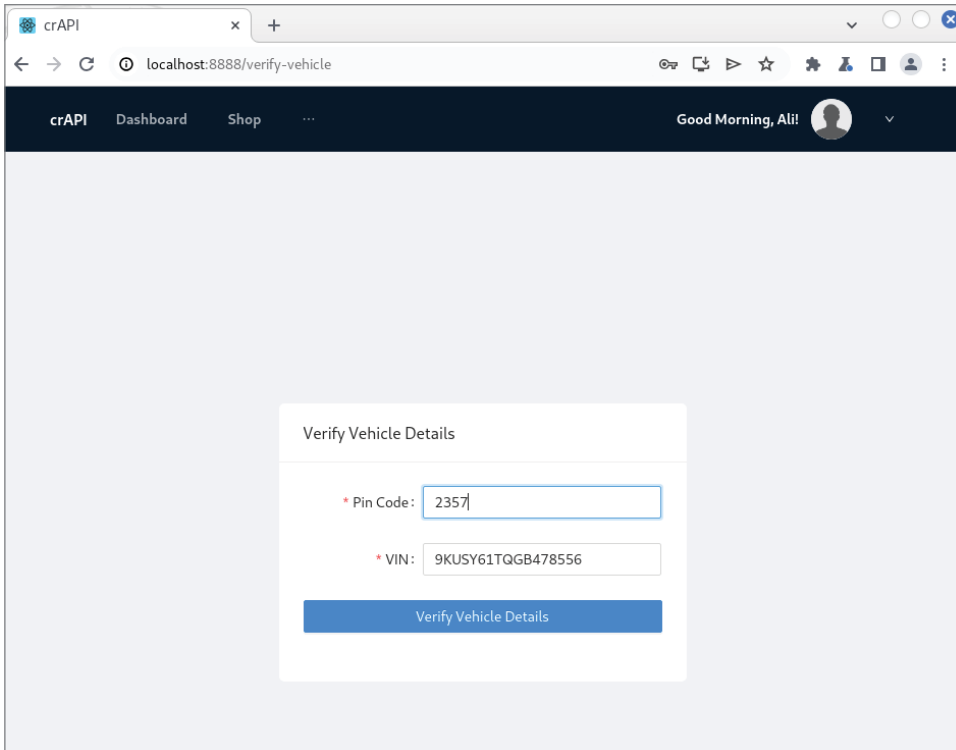 crAPI
localhost:8888/verify-vehicle
crAPI Dashboard Shop ... Good Morning, Ali!
Verify Vehicle Details
* Pin Code: 2357
* VIN: 9KUSY61TQGB478556
Verify Vehicle Details